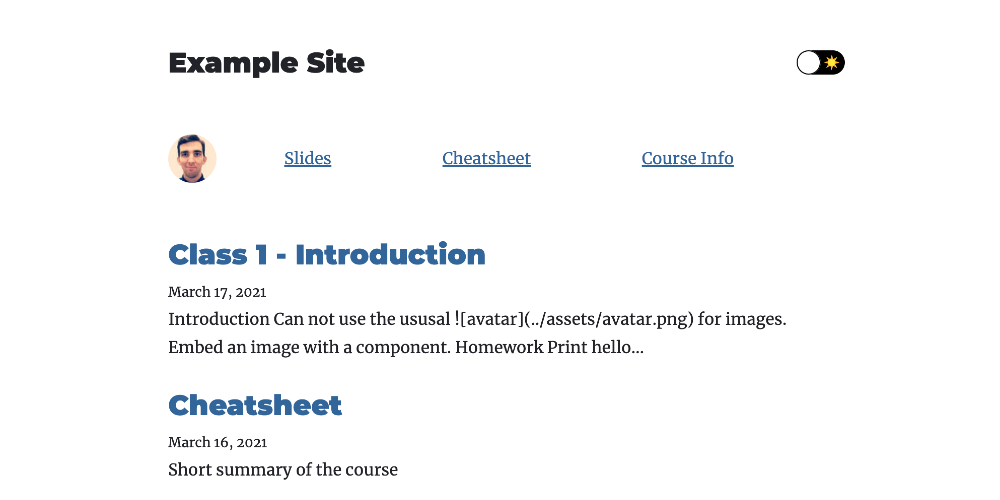 Example Site
Slides
Cheatsheet
Course Info
Class 1 - Introduction
March 17, 2021
Introduction Can not use the ususal ![avatar](../assets/avatar.png) for images.
Embed an image with a component. Homework Print hello...
Cheatsheet
March 16, 2021
Short summary of the course